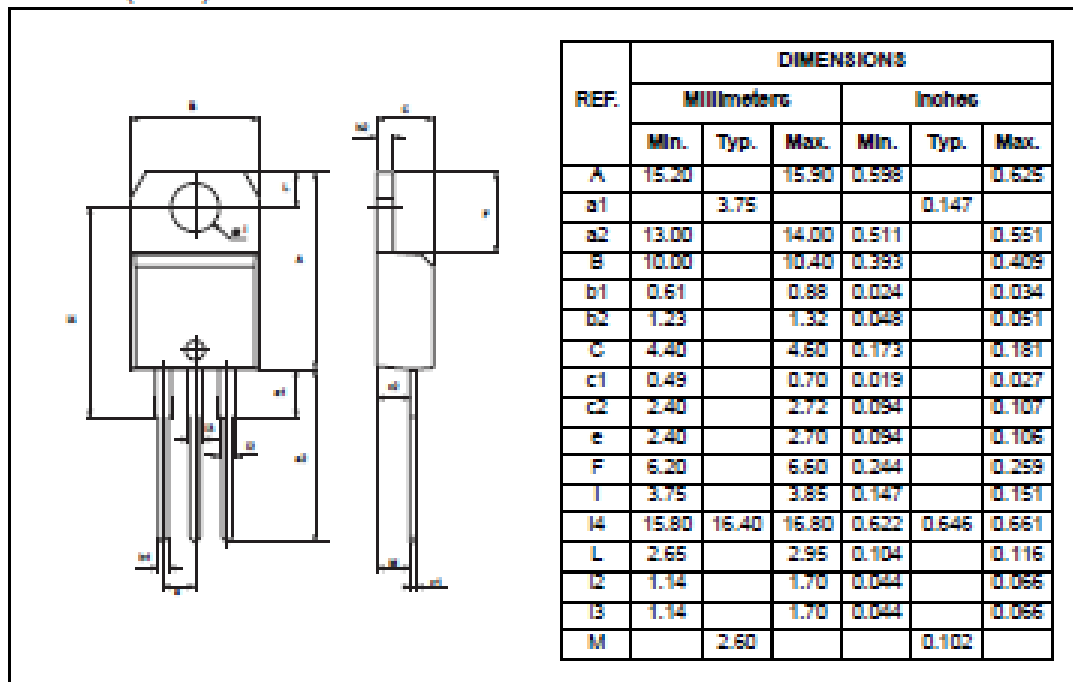 DIMENSIONS
REF. Millimeters Inches
Min. Typ. Max. Min. Typ. Max.
A 15.20 15.90 0.598 0.625
a1 3.75 0.147
a2 13.00 14.00 0.511 0.551
B 10.00 10.40 0.393 0.409
b1 0.61 0.88 0.024 0.034
b2 1.23 1.32 0.048 0.051
C 4.40 4.60 0.173 0.181
c1 0.49 0.70 0.019 0.027
c2 2.40 2.72 0.094 0.107
e 2.40 2.70 0.094 0.106
F 6.20 6.60 0.244 0.259
I 3.75 3.85 0.147 0.151
I4 15.80 16.40 16.80 0.622 0.646 0.661
L 2.65 2.95 0.104 0.116
I2 1.14 1.70 0.044 0.066
I3 1.14 1.70 0.044 0.066
M 2.60 0.102
B
C
L
F
A